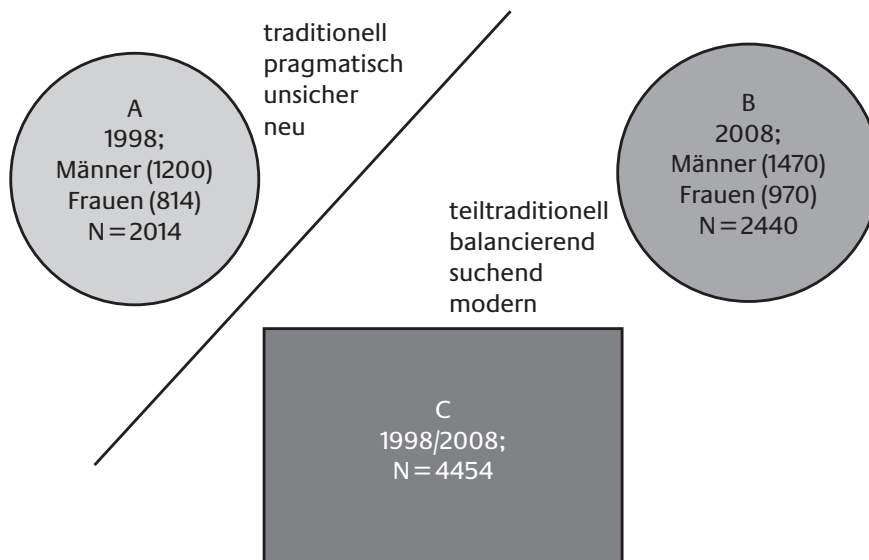 traditionell
pragmatisch
unsicher
neu
A
1998;
Männer (1200)
Frauen (814)
N = 2014
B
2008;
Männer (1470)
Frauen (970)
N = 2440
teiltraditionell
balancierend
suchend
modern
C
1998/2008;
N = 4454